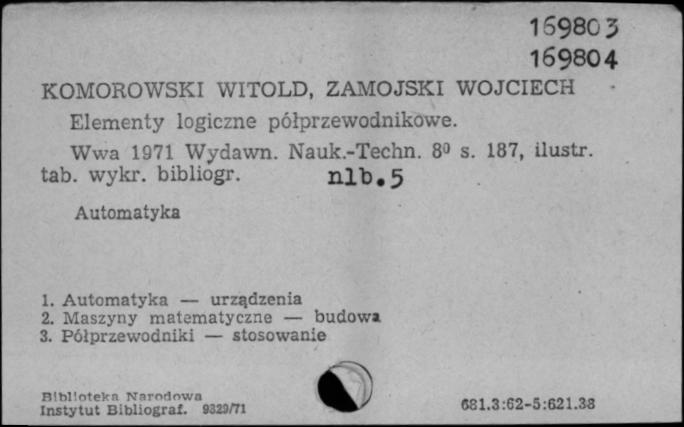 169803
169804
KOMOROWSKI WITOLD, ZAMOJSKI WOJCIECH
Elementy logiczne półprzewodnikowe.
Wwa 1971 Wydawn. Nauk.-Techn. 8⁰ s. 187, ilustr.
tab. wykr. bibliogr. nlb.5
Automatyka
1. Automatyka — urządzenia
2. Maszyny matematyczne — budowa
3. Półprzewodniki — stosowanie
Biblioteka Narodowa
Instytut Bibliograf. 9329/71 681.3:62-5:621.38